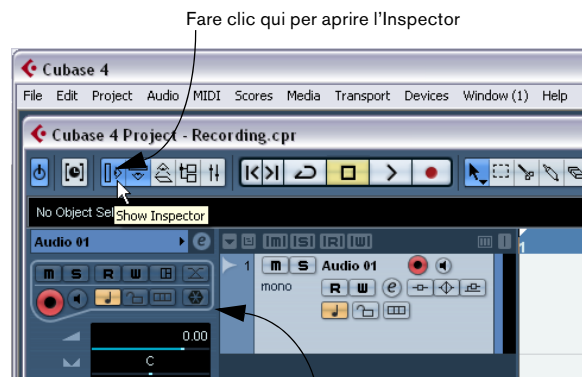 Fare clic qui per aprire l'Inspector
Cubase 4
File Edit Project Audio MIDI Scores Media Transport Devices Window (1) Help
Cubase 4 Project - Recording.cpr
No Object Sel
Show Inspector
Audio 01 e m S R W 1
m S R W 1 m S Audio 01
mono R W e
0.00
C